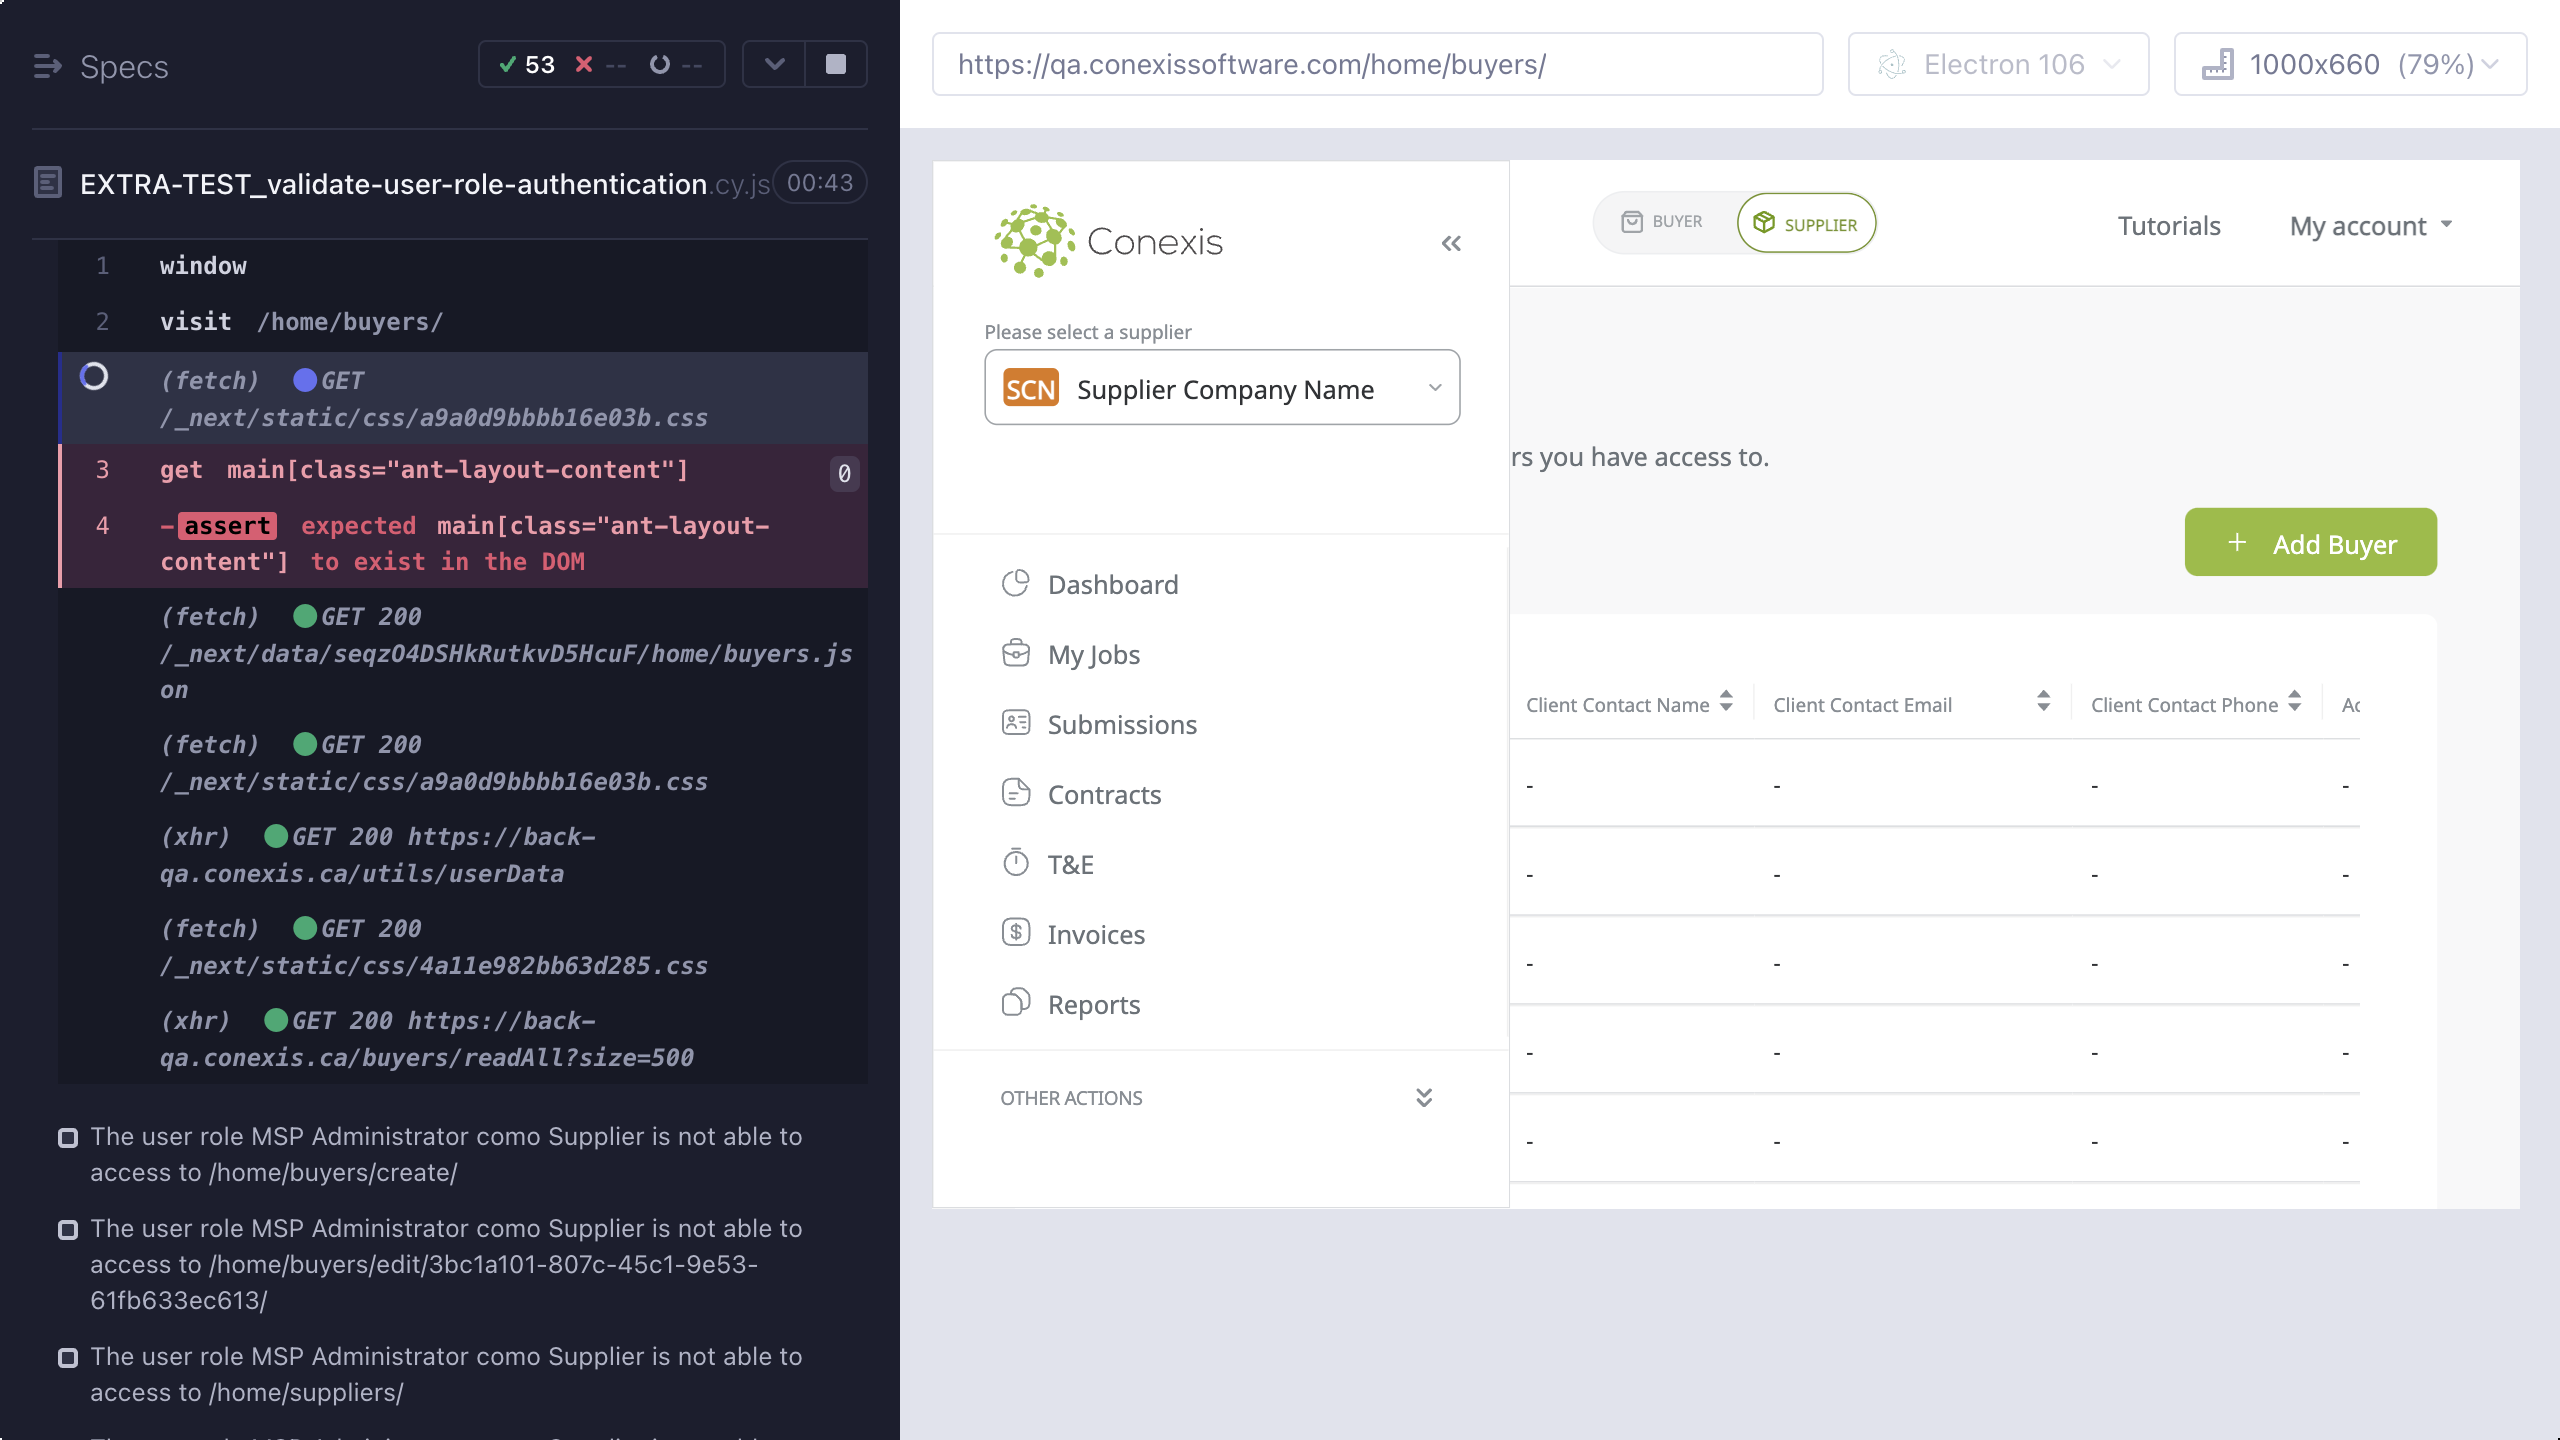 Specs
53 -- --
EXTRA-TEST_validate-user-role-authentication.cy.js 00:43
1 window
2 visit /home/buyers/
(fetch) GET
/_next/static/css/a9a0d9bbbb16e03b.css
3 get main[class="ant-layout-content"] 0
4 -assert expected main[class="ant-layout-
content"] to exist in the DOM
(fetch) GET 200
/_next/data/seqzO4DSHkRutkvD5HcuF/home/buyers.js
on
(fetch) GET 200
/_next/static/css/a9a0d9bbbb16e03b.css
(xhr) GET 200 https://back-
qa.conexis.ca/utils/userData
(fetch) GET 200
/_next/static/css/4a11e982bb63d285.css
(xhr) GET 200 https://back-
qa.conexis.ca/buyers/readAll?size=500
The user role MSP Administrator como Supplier is not able to
access to /home/buyers/create/
The user role MSP Administrator como Supplier is not able to
access to /home/buyers/edit/3bc1a101-807c-45c1-9e53-
61fb633ec613/
The user role MSP Administrator como Supplier is not able to
access to /home/suppliers/
https://qa.conexissoftware.com/home/buyers/
Electron 106
1000x660 (79%)
Conexis
Please select a supplier
SCN Supplier Company Name
Dashboard
My Jobs
Submissions
Contracts
T&E
Invoices
Reports
OTHER ACTIONS
BUYER
SUPPLIER
Tutorials
My account
rs you have access to.
+ Add Buyer
Client Contact Name Client Contact Email Client Contact Phone Ac
- - - -
- - - -
- - - -
- - - -
- - - -